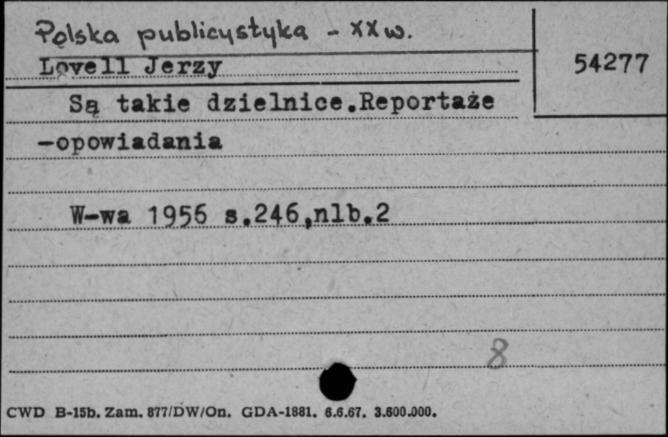 Polska publicystyka - XX w.
Lovell Jerzy
54277
Są takie dzielnice.Reportaże
-opowiadania
W-wa 1956 s.246,nlb.2
8
CWD B-15b. Zam. 877/DW/On. GDA-1881. 6.6.67. 3.600.000.